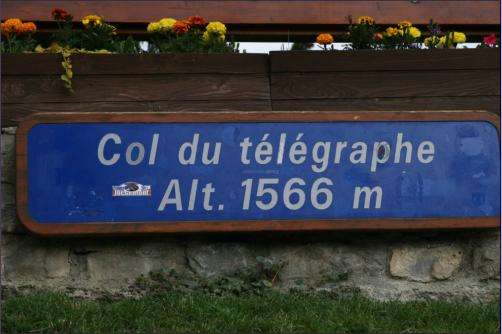 Col du télégraphe
Alt. 1566 m